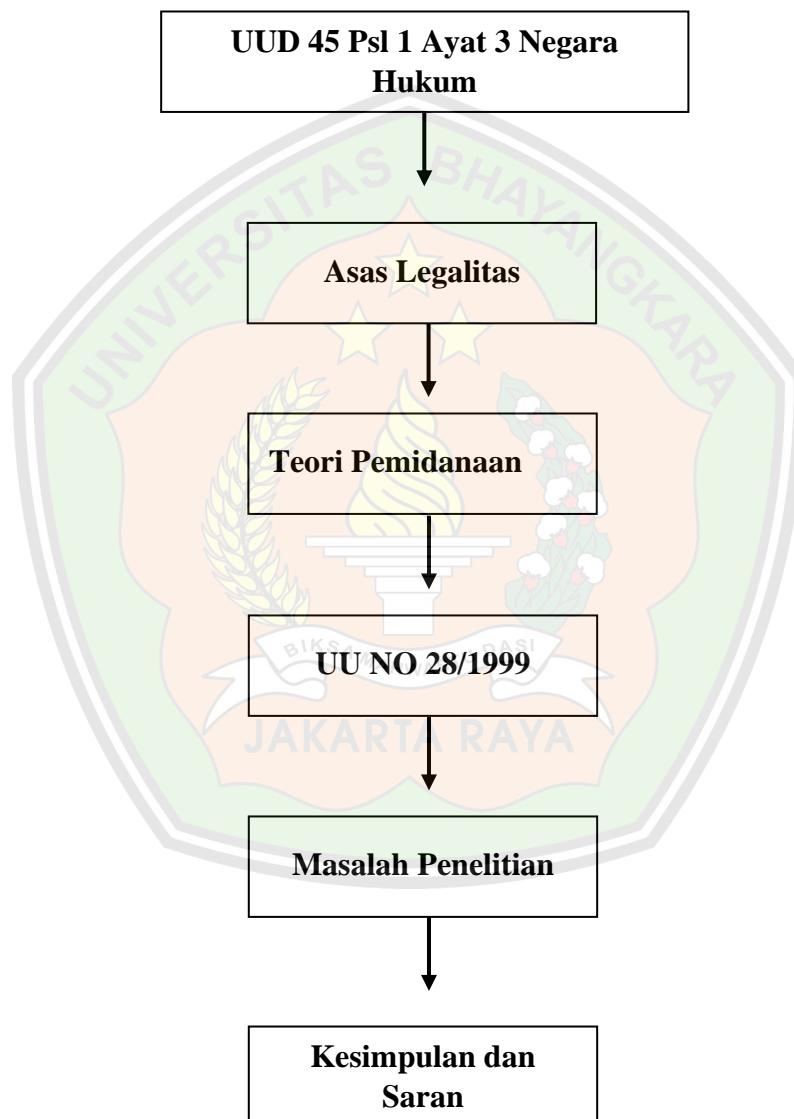 UUD 45 Psl 1 Ayat 3 Negara
Hukum
UNIVERSITAS BHAYANGKARA
Asas Legalitas
Teori Pemidanaan
UU NO 28/1999
JAKARTA RAYA
Masalah Penelitian
Kesimpulan dan
Saran